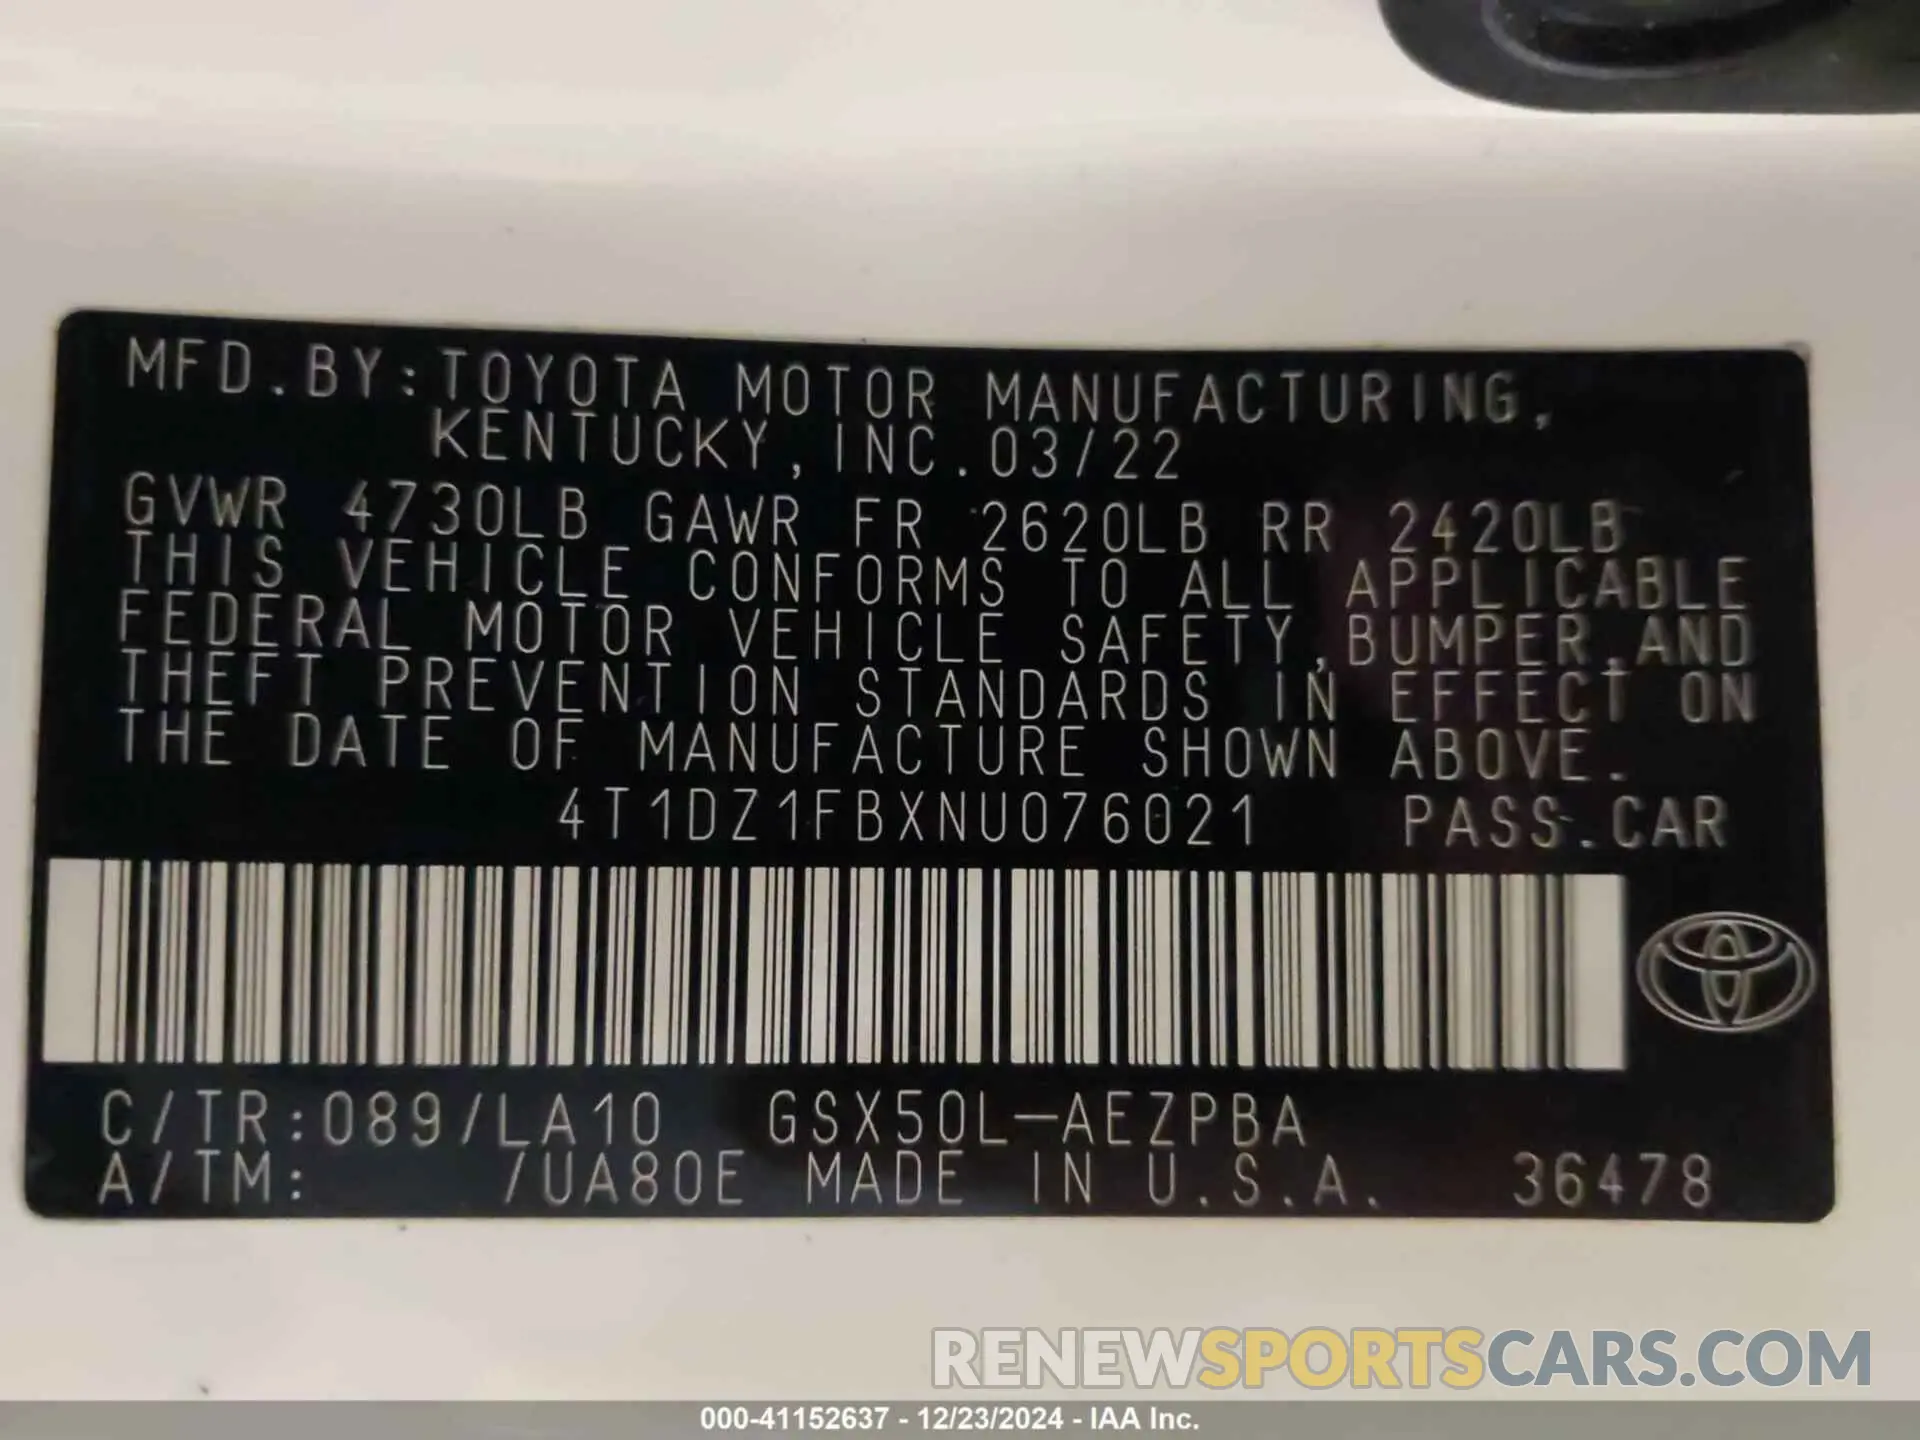 MFD.BY:TOYOTA MOTOR MANUFACTURING,
KENTUCKY,INC.03/22
GVWR 4730LB GAWR FR 2620LB RR 2420LB
THIS VEHICLE CONFORMS TO ALL APPLICABLE
FEDERAL MOTOR VEHICLE SAFETY,BUMPER,AND
THEFT PREVENTION STANDARDS IN EFFECT ON
THE DATE OF MANUFACTURE SHOWN ABOVE.
4T1DZ1FBXNU076021 PASS.CAR
C/TR:089/LA10 GSX50L-AEZPBA
A/TM: /UA80E MADE IN U.S.A. 36478
RENEWSPORTSCARS.COM
000-41152637 - 12/23/2024 - IAA Inc.